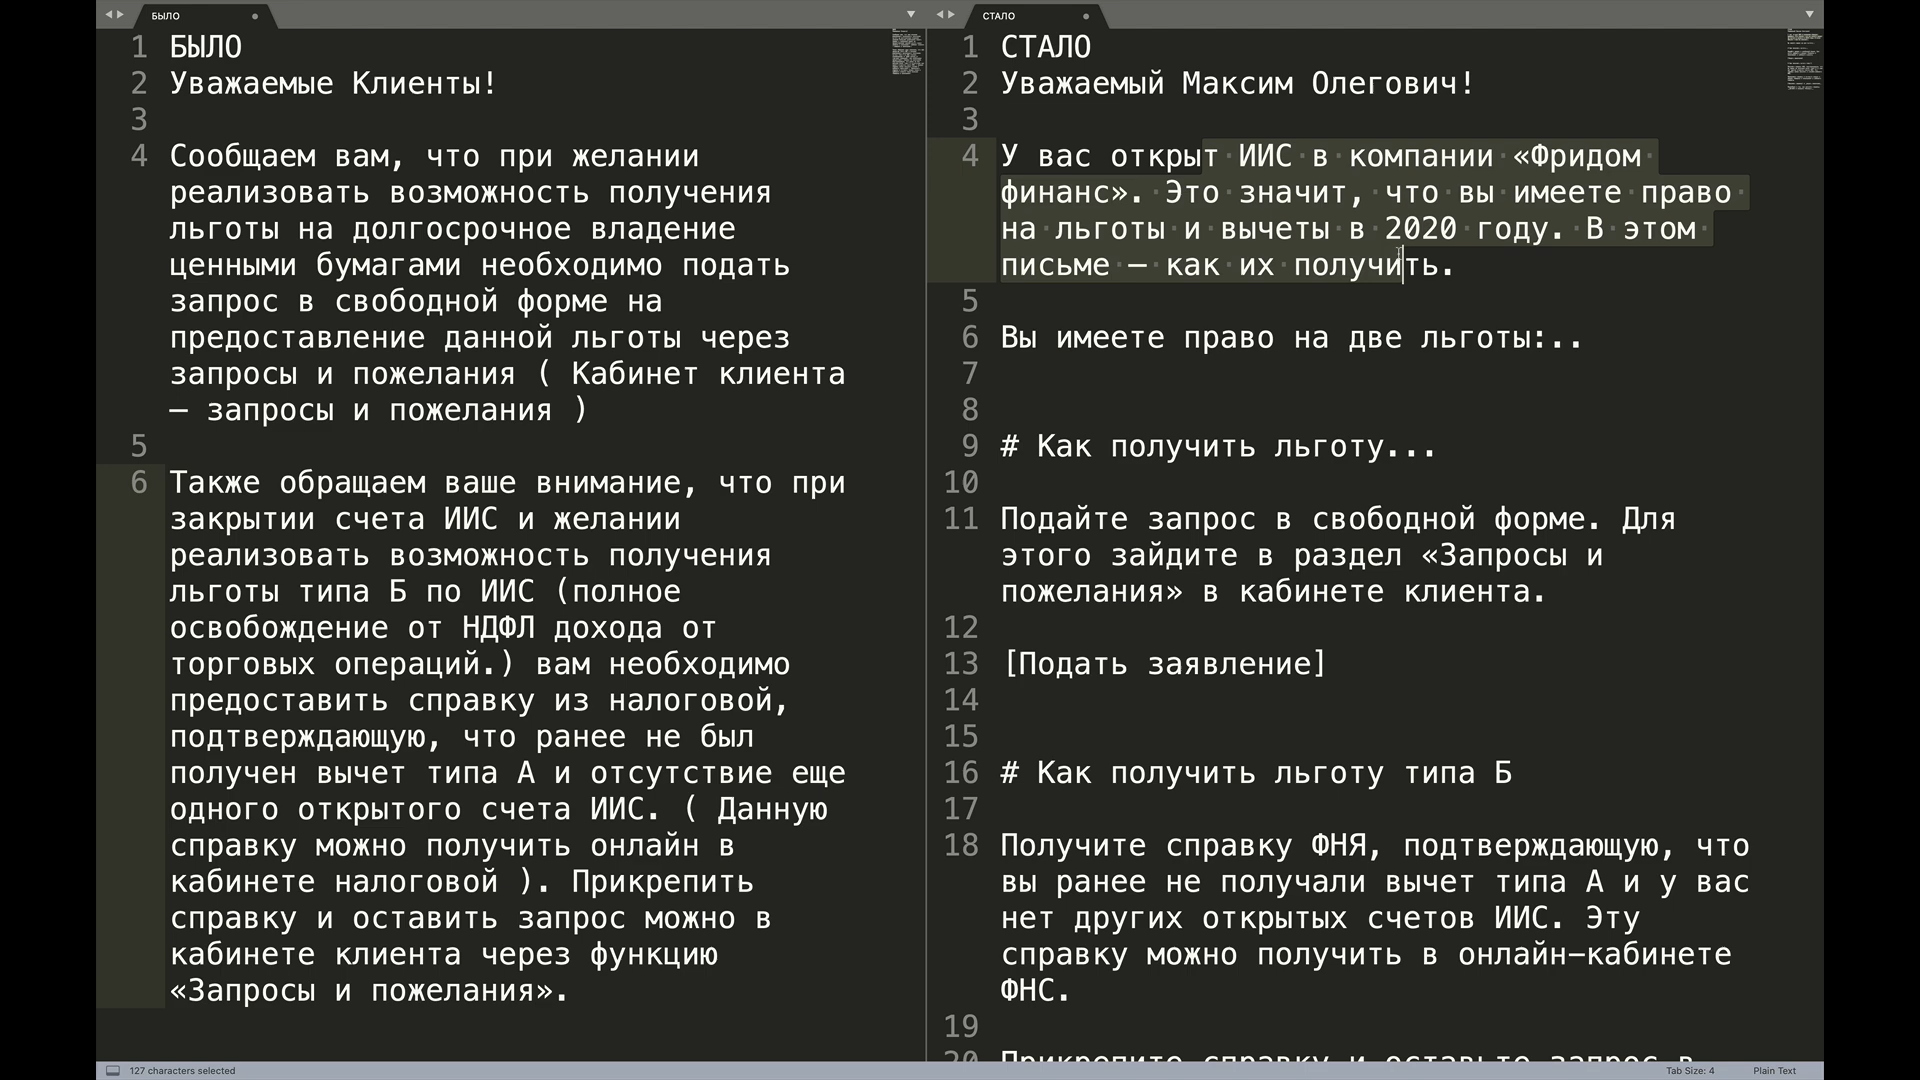 БЫЛО
1 БЫЛО
2 Уважаемые Клиенты!
3
4 Сообщаем вам, что при желании
реализовать возможность получения
льготы на долгосрочное владение
ценными бумагами необходимо подать
запрос в свободной форме на
предоставление данной льготы через
запросы и пожелания ( Кабинет клиента
– запросы и пожелания )
5
6 Также обращаем ваше внимание, что при
закрытии счета ИИС и желании
реализовать возможность получения
льготы типа Б по ИИС (полное
освобождение от НДФЛ дохода от
торговых операций.) вам необходимо
предоставить справку из налоговой,
подтверждающую, что ранее не был
получен вычет типа А и отсутствие еще
одного открытого счета ИИС. ( Данную
справку можно получить онлайн в
кабинете налоговой ). Прикрепить
справку и оставить запрос можно в
кабинете клиента через функцию
«Запросы и пожелания».
СТАЛО
1 СТАЛО
2 Уважаемый Максим Олегович!
3
4 У вас открыт ИИС в компании «Фридом
финанс». Это значит, что вы имеете право
на льготы и вычеты в 2020 году. В этом
письме – как их получить.
5
6 Вы имеете право на две льготы:..
7
8
9 # Как получить льготу...
10
11 Подайте запрос в свободной форме. Для
этого зайдите в раздел «Запросы и
пожелания» в кабинете клиента.
12
13 [Подать заявление]
14
15
16 # Как получить льготу типа Б
17
18 Получите справку ФНЯ, подтверждающую, что
вы ранее не получали вычет типа А и у вас
нет других открытых счетов ИИС. Эту
справку можно получить в онлайн-кабинете
ФНС.
19
20 Прикрепите справку и оставьте запрос в
127 characters selected
Tab Size: 4
Plain Text